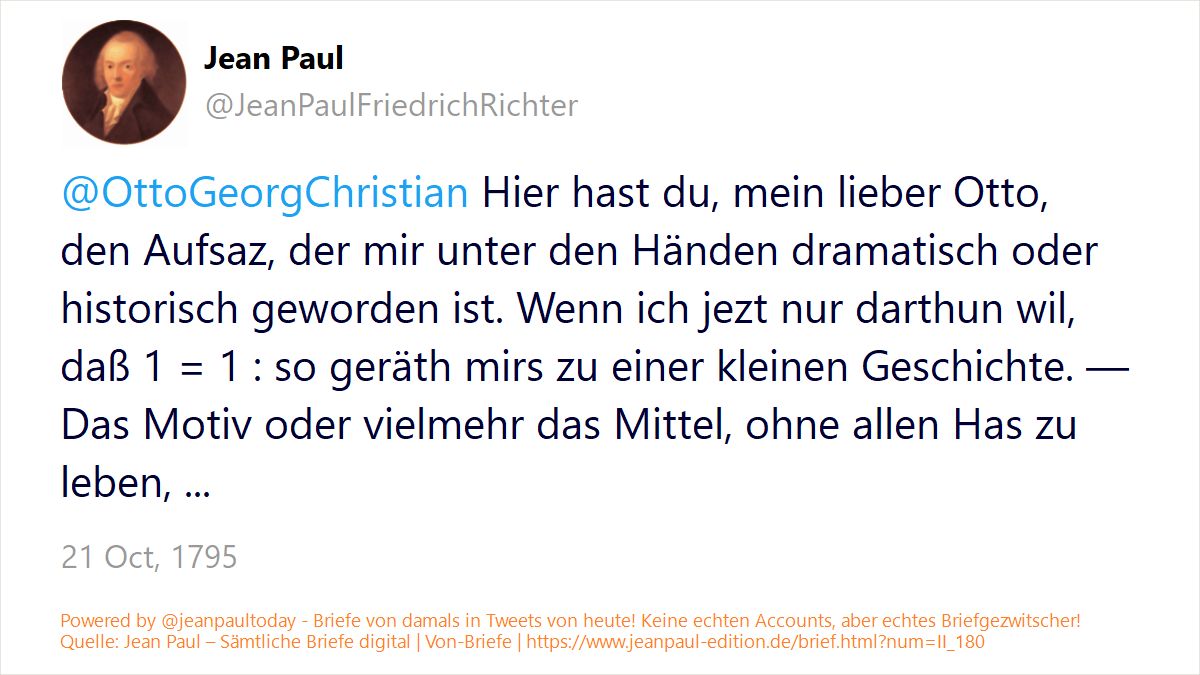 Jean Paul
@JeanPaulFriedrichRichter
@OttoGeorgChristian Hier hast du, mein lieber Otto,
den Aufsaz, der mir unter den Händen dramatisch oder
historisch geworden ist. Wenn ich jezt nur darthun wil,
daß 1 = 1 : so geräth mirs zu einer kleinen Geschichte. —
Das Motiv oder vielmehr das Mittel, ohne allen Has zu
leben, ...
21 Oct, 1795
Powered by @jeanpaultoday - Briefe von damals in Tweets von heute! Keine echten Accounts, aber echtes Briefgezwitscher!
Quelle: Jean Paul – Sämtliche Briefe digital | Von-Briefe | https://www.jeanpaul-edition.de/brief.html?num=II_180